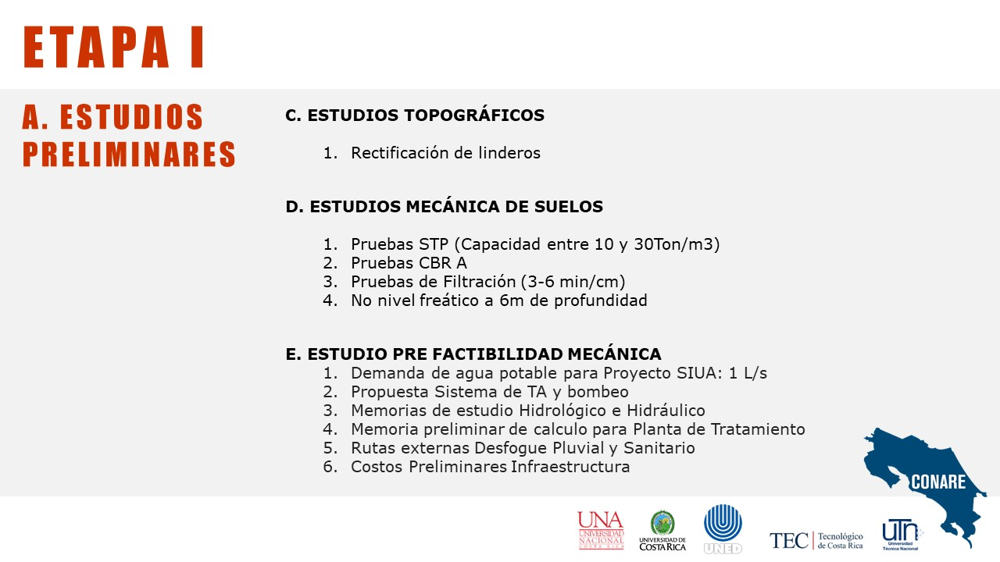 ETAPA I
A. ESTUDIOS
PRELIMINARES
C. ESTUDIOS TOPOGRÁFICOS
1. Rectificación de linderos
D. ESTUDIOS MECÁNICA DE SUELOS
1. Pruebas STP (Capacidad entre 10 y 30Ton/m3)
2. Pruebas CBR A
3. Pruebas de Filtración (3-6 min/cm)
4. No nivel freático a 6m de profundidad
E. ESTUDIO PRE FACTIBILIDAD MECÁNICA
1. Demanda de agua potable para Proyecto SIUA: 1 L/s
2. Propuesta Sistema de TA y bombeo
3. Memorias de estudio Hidrológico e Hidráulico
4. Memoria preliminar de calculo para Planta de Tratamiento
5. Rutas externas Desfogue Pluvial y Sanitario
6. Costos Preliminares Infraestructura
CONARE
UNA
UNIVERSIDAD
NACIONAL
COSTA RICA
UNIVERSIDAD DE
COSTA RICA
UNED
TEC | Tecnológico
de Costa Rica
UTN
Universidad
Técnica Nacional